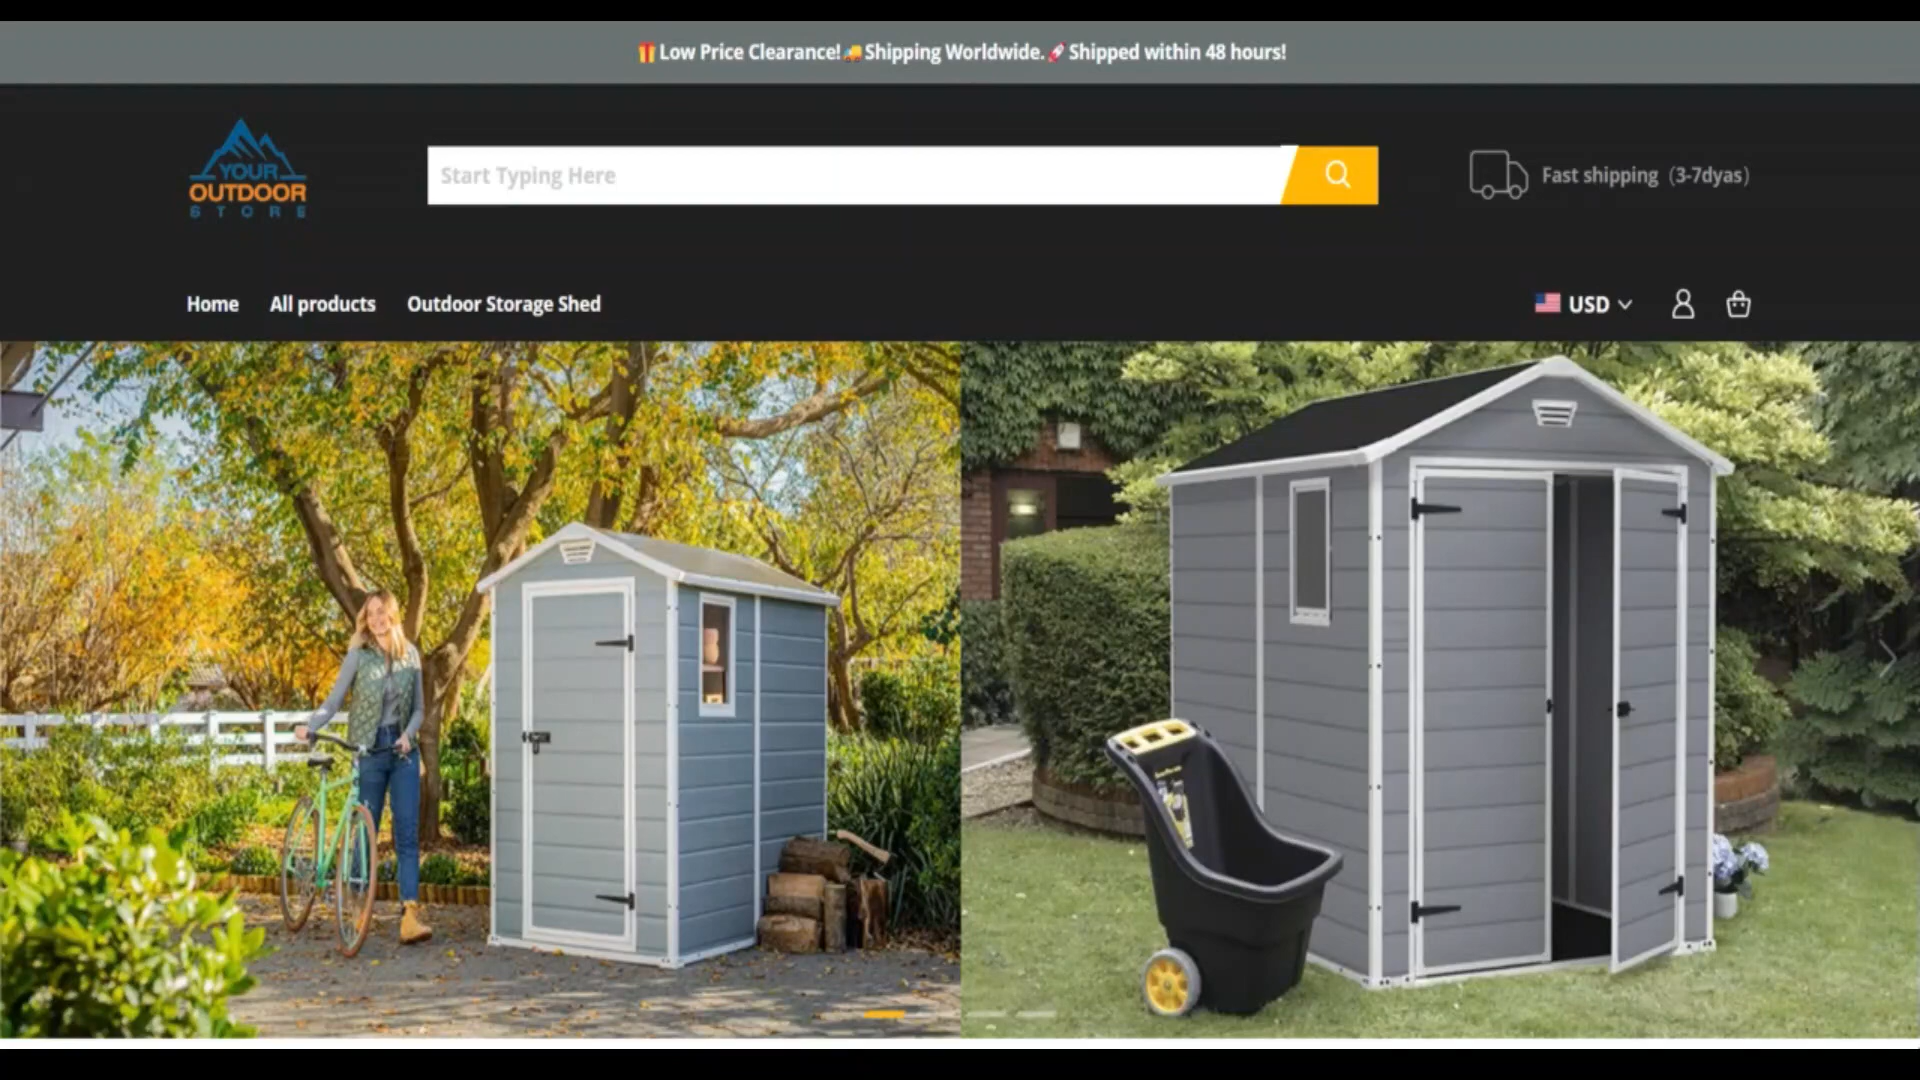 🎁Low Price Clearance!🚚Shipping Worldwide.🚀Shipped within 48 hours!
YOUR
OUTDOOR
STORE
Start Typing Here
Fast shipping（3-7dyas）
Home All products Outdoor Storage Shed
USD